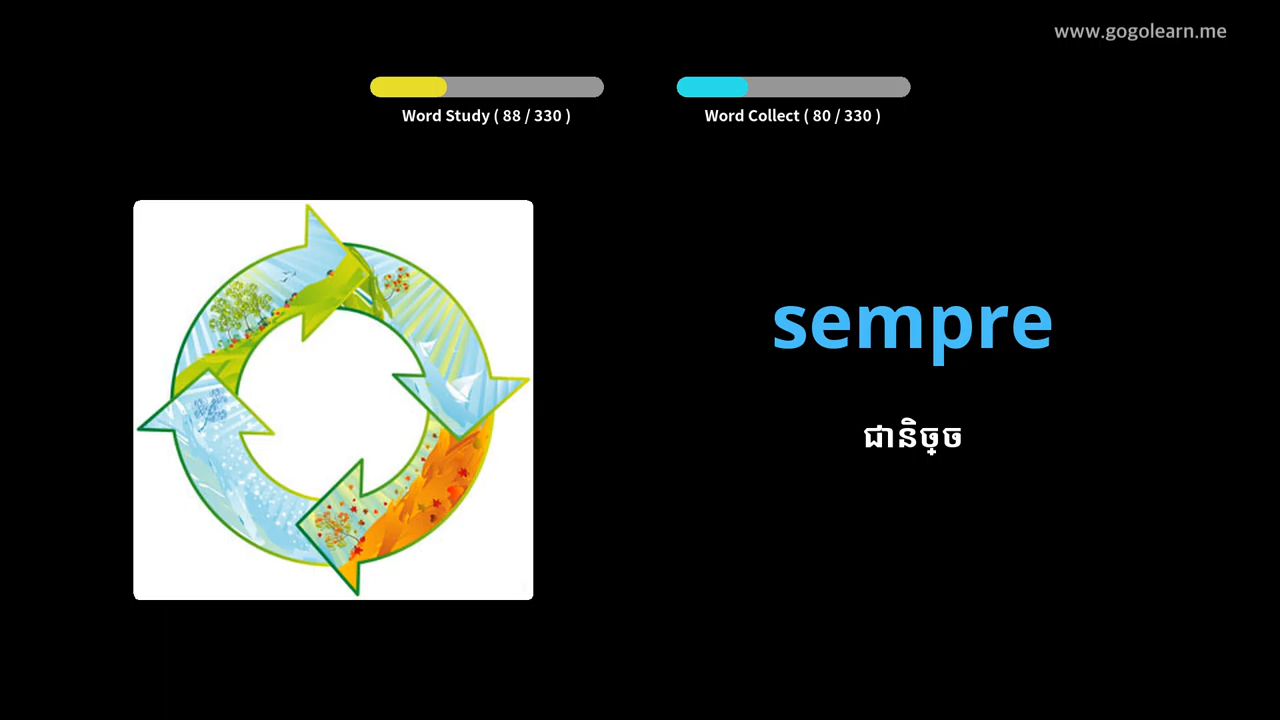 www.gogolearn.me
Word Study ( 88 / 330 )
Word Collect ( 80 / 330 )
sempre
ជានិច្ច